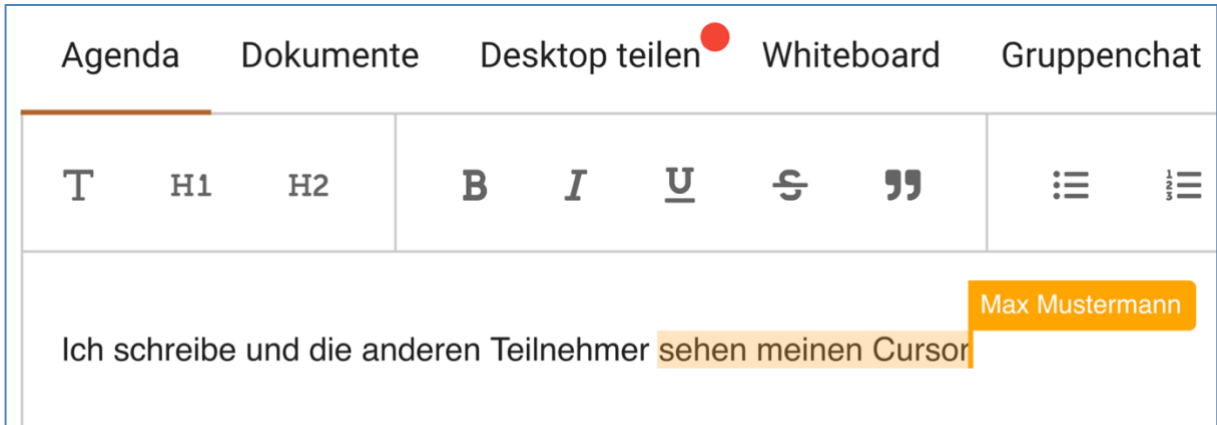 Agenda Dokumente Desktop teilen Whiteboard Gruppenchat
T H1 H2 B I U S
Max Mustermann
Ich schreibe und die anderen Teilnehmer sehen meinen Cursor